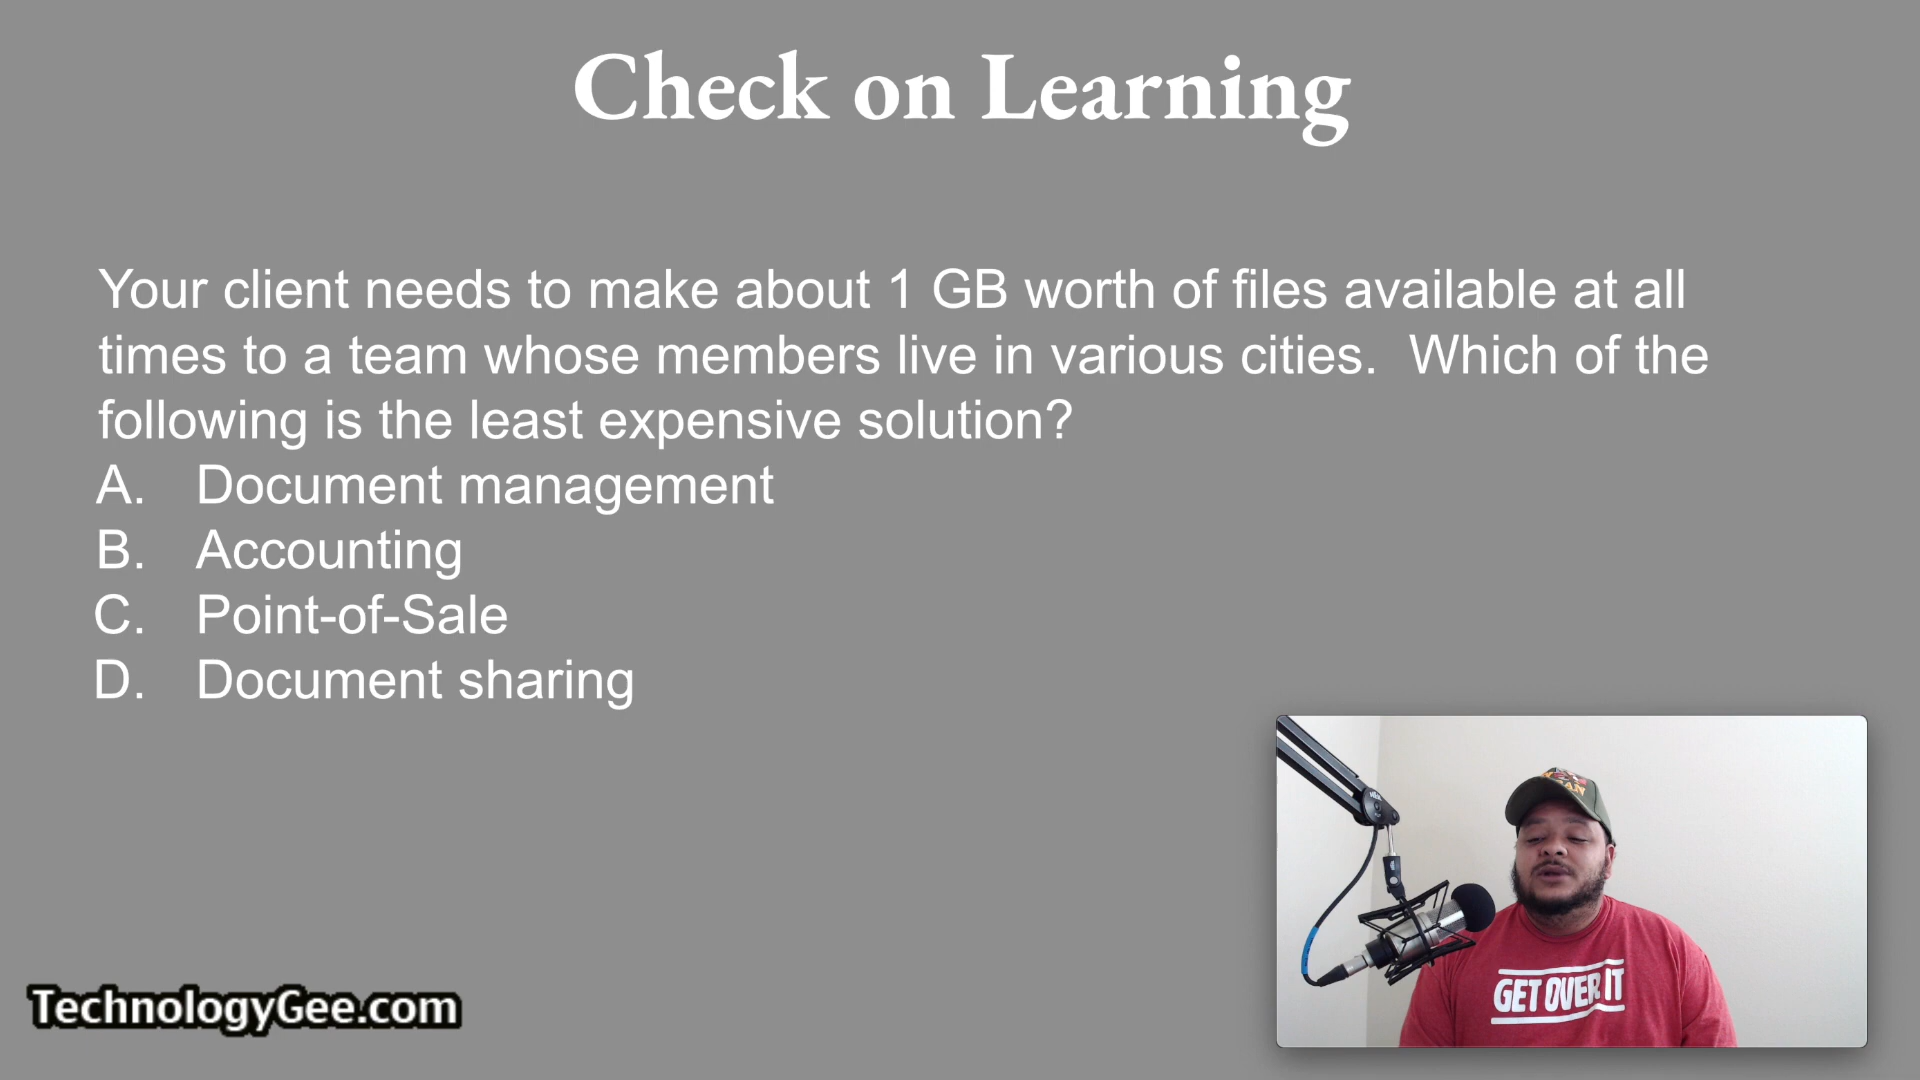 Check on Learning
Your client needs to make about 1 GB worth of files available at all
times to a team whose members live in various cities.  Which of the
following is the least expensive solution?
A. Document management
B. Accounting
C. Point-of-Sale
D. Document sharing
GET OVER IT
TechnologyGee.com